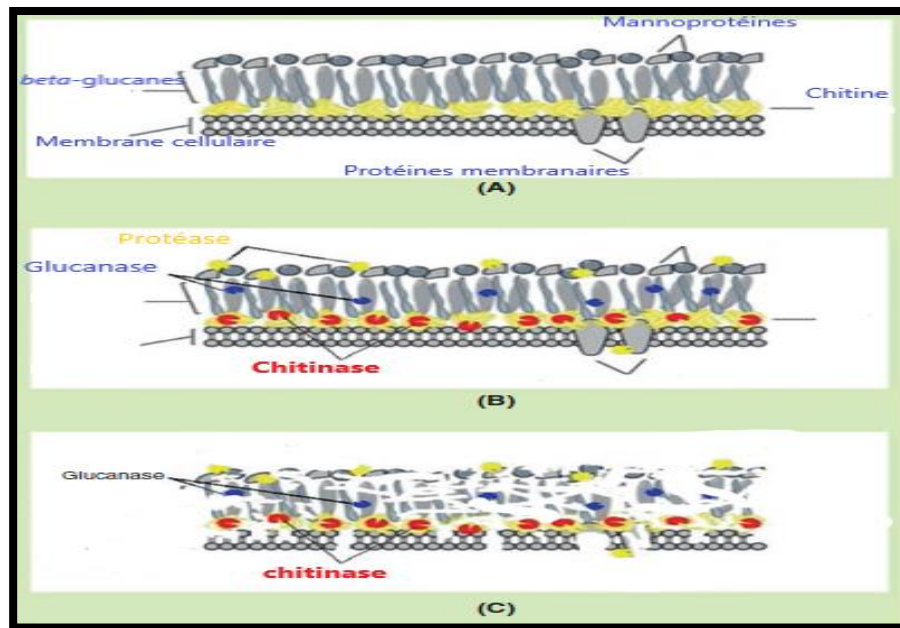 Mannoprotéines
beta-glucanes
Chitine
Membrane cellulaire
Protéines membranaires
(A)
Protéase
Glucanase
Chitinase
(B)
Glucanase
chitinase
(C)